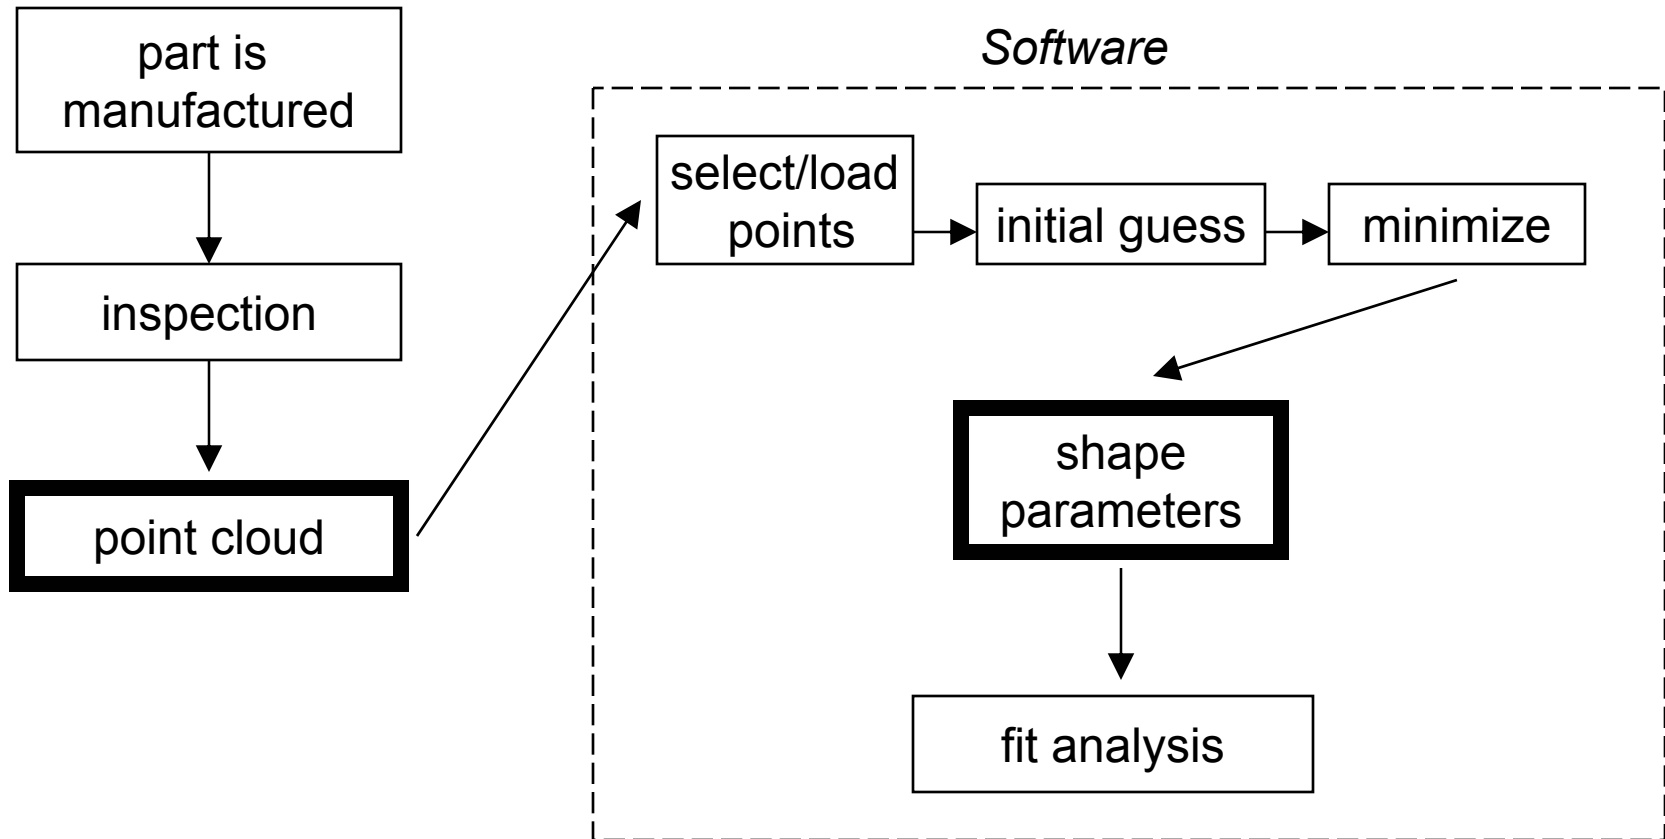 part is
manufactured
inspection
point cloud
Software
select/load
points
initial guess
minimize
shape
parameters
fit analysis